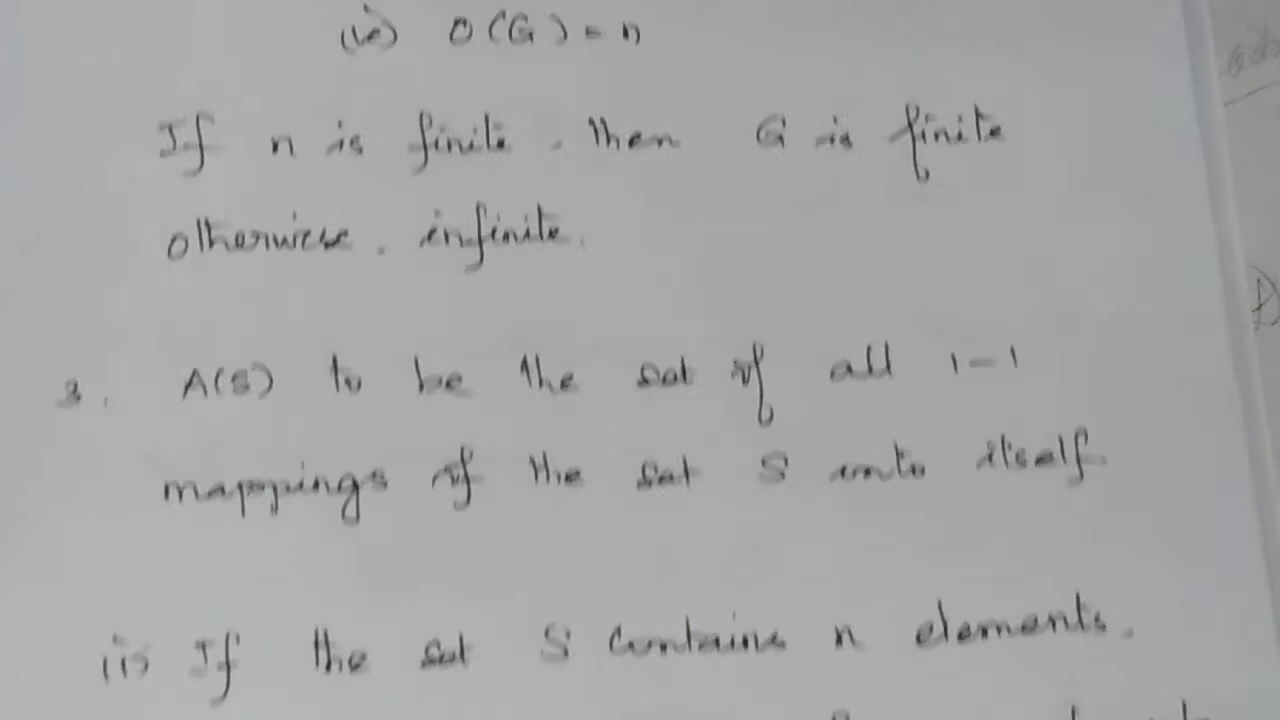 (ie) O(G) = n
If n is finite, then G is finite
otherwise, infinite.
3. A(S) to be the set of all 1-1
mappings of the set S onto itself.
(i) If the set S contains n elements.